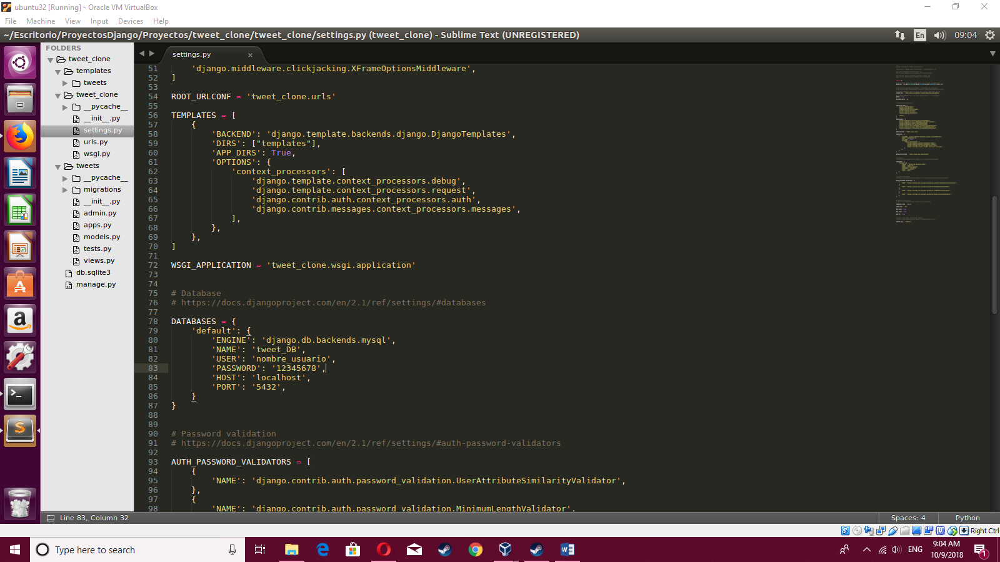 ubuntu32 [Running] - Oracle VM VirtualBox
File Machine View Input Devices Help
~/Escritorio/ProyectosDjango/Proyectos/tweet_clone/tweet_clone/settings.py (tweet_clone) - Sublime Text (UNREGISTERED)
En 09:04
FOLDERS
tweet_clone
templates
tweets
tweet_clone
__pycache__
__init__.py
settings.py
urls.py
wsgi.py
tweets
__pycache__
migrations
__init__.py
admin.py
apps.py
models.py
tests.py
views.py
db.sqlite3
manage.py
settings.py
51 'django.middleware.clickjacking.XFrameOptionsMiddleware',
52 ]
53
54 ROOT_URLCONF = 'tweet_clone.urls'
55
56 TEMPLATES = [
57 {
58 'BACKEND': 'django.template.backends.django.DjangoTemplates',
59 'DIRS': ["templates"],
60 'APP_DIRS': True,
61 'OPTIONS': {
62 'context_processors': [
63 'django.template.context_processors.debug',
64 'django.template.context_processors.request',
65 'django.contrib.auth.context_processors.auth',
66 'django.contrib.messages.context_processors.messages',
67 ],
68 },
69 },
70 ]
71
72 WSGI_APPLICATION = 'tweet_clone.wsgi.application'
73
74
75 # Database
76 # https://docs.djangoproject.com/en/2.1/ref/settings/#databases
77
78 DATABASES = {
79 'default': {
80 'ENGINE': 'django.db.backends.mysql',
81 'NAME': 'tweet_DB',
82 'USER': 'nombre_usuario',
83 'PASSWORD': '12345678',
84 'HOST': 'localhost',
85 'PORT': '5432',
86 }
87 }
88
89
90 # Password validation
91 # https://docs.djangoproject.com/en/2.1/ref/settings/#auth-password-validators
92
93 AUTH_PASSWORD_VALIDATORS = [
94 {
95 'NAME': 'django.contrib.auth.password_validation.UserAttributeSimilarityValidator',
96 },
97 {
98 'NAME': 'django.contrib.auth.password_validation.MinimumLengthValidator',
Line 83, Column 32
Spaces: 4 Python
Right Ctrl
Type here to search
ENG
9:04 AM
10/9/2018
1